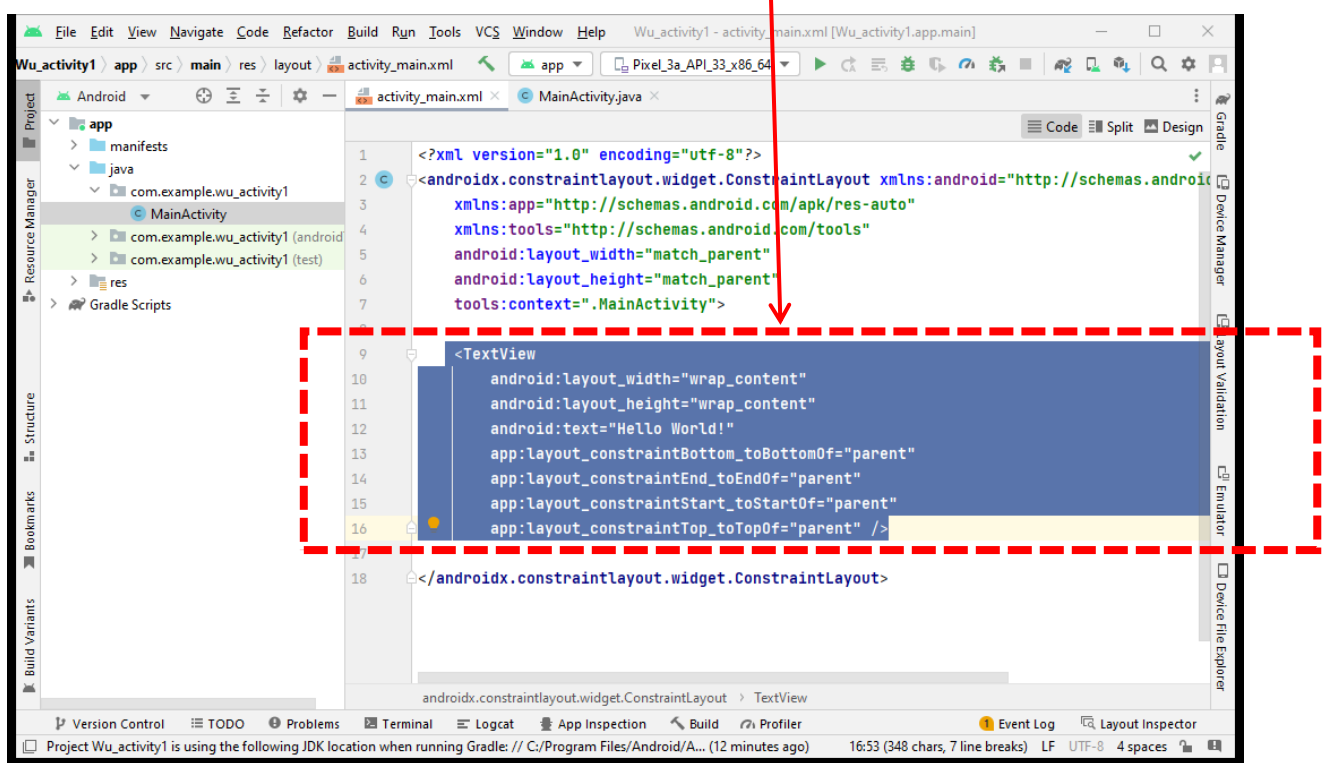 File Edit View Navigate Code Refactor Build Run Tools VCS Window Help Wu_activity1 - activity_main.xml [Wu_activity1.app.main]
Wu_activity1 app src main res layout activity_main.xml app Pixel_3a_API_33_x86_64
Project
Android
activity_main.xml
MainActivity.java
Code Split Design
app
manifests
java
com.example.wu_activity1
MainActivity
com.example.wu_activity1 (android
com.example.wu_activity1 (test)
res
Gradle Scripts
Resource Manager
Structure
Bookmarks
Build Variants
1 <?xml version="1.0" encoding="utf-8"?>
2 <androidx.constraintlayout.widget.ConstraintLayout xmlns:android="http://schemas.android
3 xmlns:app="http://schemas.android.com/apk/res-auto"
4 xmlns:tools="http://schemas.android.com/tools"
5 android:layout_width="match_parent"
6 android:layout_height="match_parent"
7 tools:context=".MainActivity">
9 <TextView
10 android:layout_width="wrap_content"
11 android:layout_height="wrap_content"
12 android:text="Hello World!"
13 app:layout_constraintBottom_toBottomOf="parent"
14 app:layout_constraintEnd_toEndOf="parent"
15 app:layout_constraintStart_toStartOf="parent"
16 app:layout_constraintTop_toTopOf="parent" />
17
18 </androidx.constraintlayout.widget.ConstraintLayout>
Gradle
Device Manager
Layout Validation
Emulator
Device File Explorer
androidx.constraintlayout.widget.ConstraintLayout TextView
Version Control TODO Problems Terminal Logcat App Inspection Build Profiler 1 Event Log Layout Inspector
Project Wu_activity1 is using the following JDK location when running Gradle: // C:/Program Files/Android/A... (12 minutes ago) 16:53 (348 chars, 7 line breaks) LF UTF-8 4 spaces